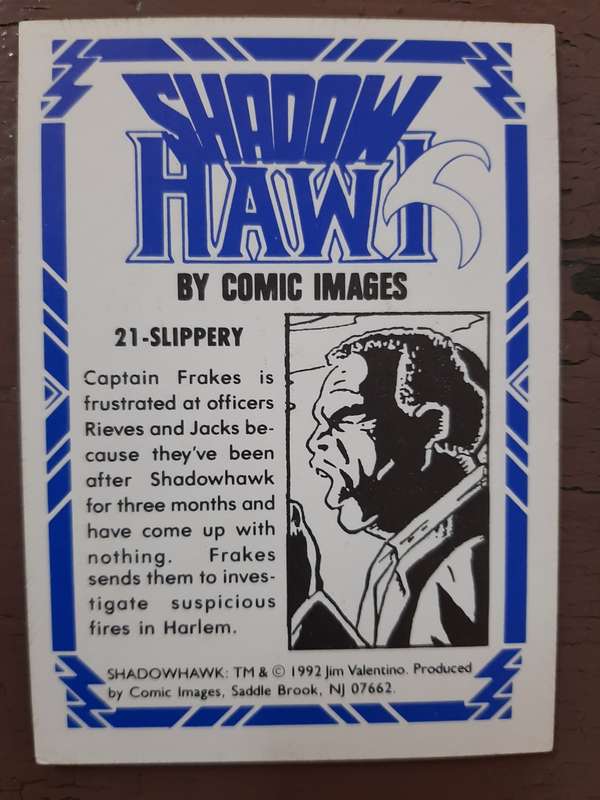 SHADOW
HAWK
BY COMIC IMAGES
21-SLIPPERY
Captain Frakes is
frustrated at officers
Rieves and Jacks be-
cause they've been
after Shadowhawk
for three months and
have come up with
nothing. Frakes
sends them to inves-
tigate suspicious
fires in Harlem.
SHADOWHAWK: TM & © 1992 Jim Valentino. Produced
by Comic Images, Saddle Brook, NJ 07662.